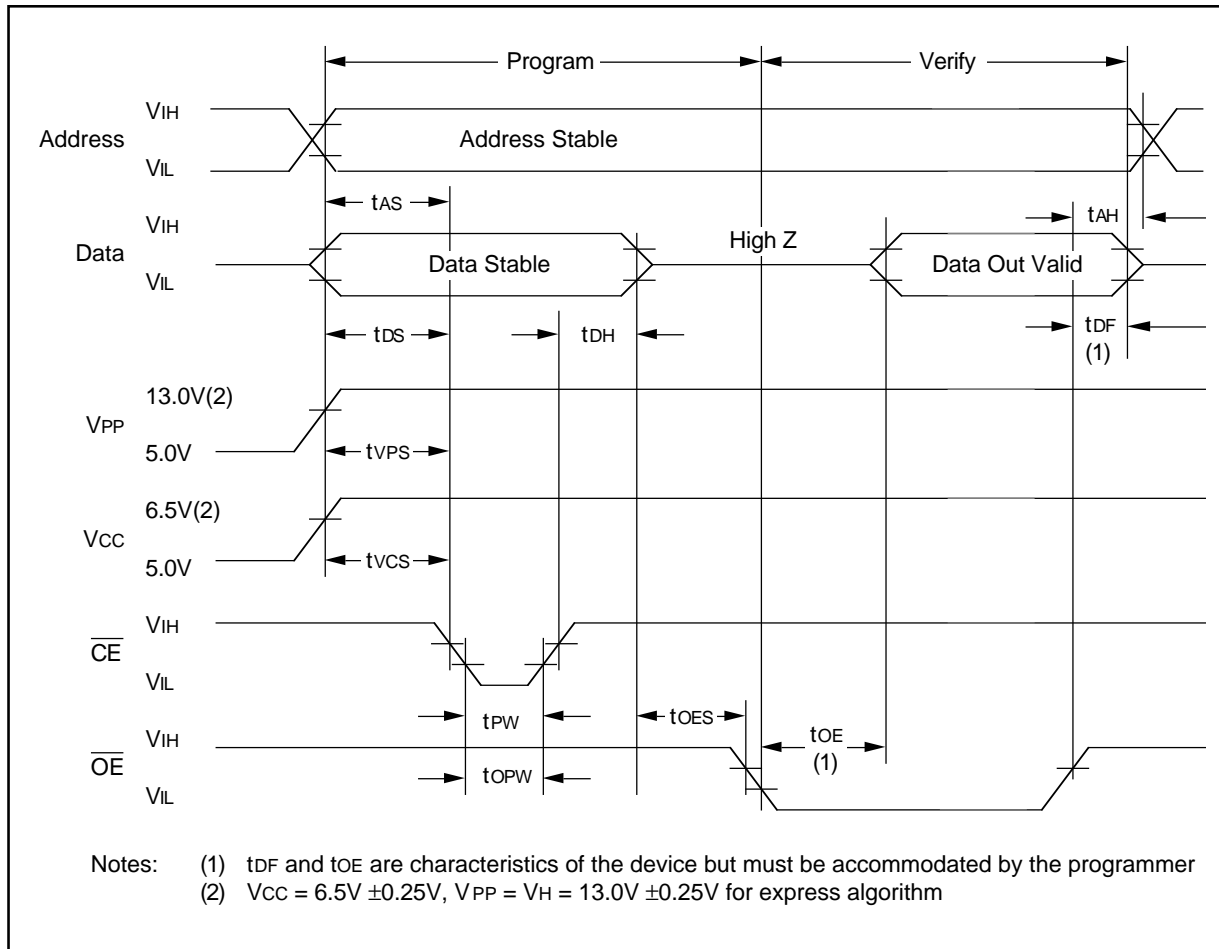 Program Verify
VIH
Address Address Stable
VIL
tAS
tAH
VIH
Data Data Stable High Z Data Out Valid
VIL
tDS tDH tDF
(1)
13.0V(2)
VPP
5.0V tVPS
6.5V(2)
VCC
5.0V tVCS
VIH
CE
VIL
tPW tOES tOE
(1)
VIH
OE tOPW
VIL
Notes: (1) tDF and tOE are characteristics of the device but must be accommodated by the programmer
(2) VCC = 6.5V ±0.25V, VPP = VH = 13.0V ±0.25V for express algorithm